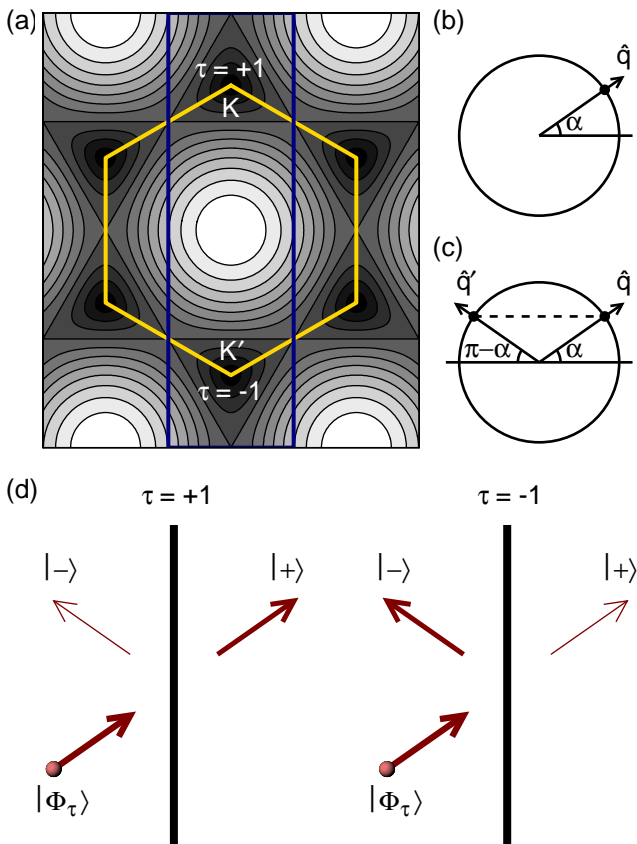 (a)
τ = +1
K
K′
τ = -1
(b)
q̂
α
(c)
q̂′
q̂
π−α
α
(d)
τ = +1
τ = -1
|−⟩
|+⟩
|−⟩
|+⟩
|Φτ⟩
|Φτ⟩